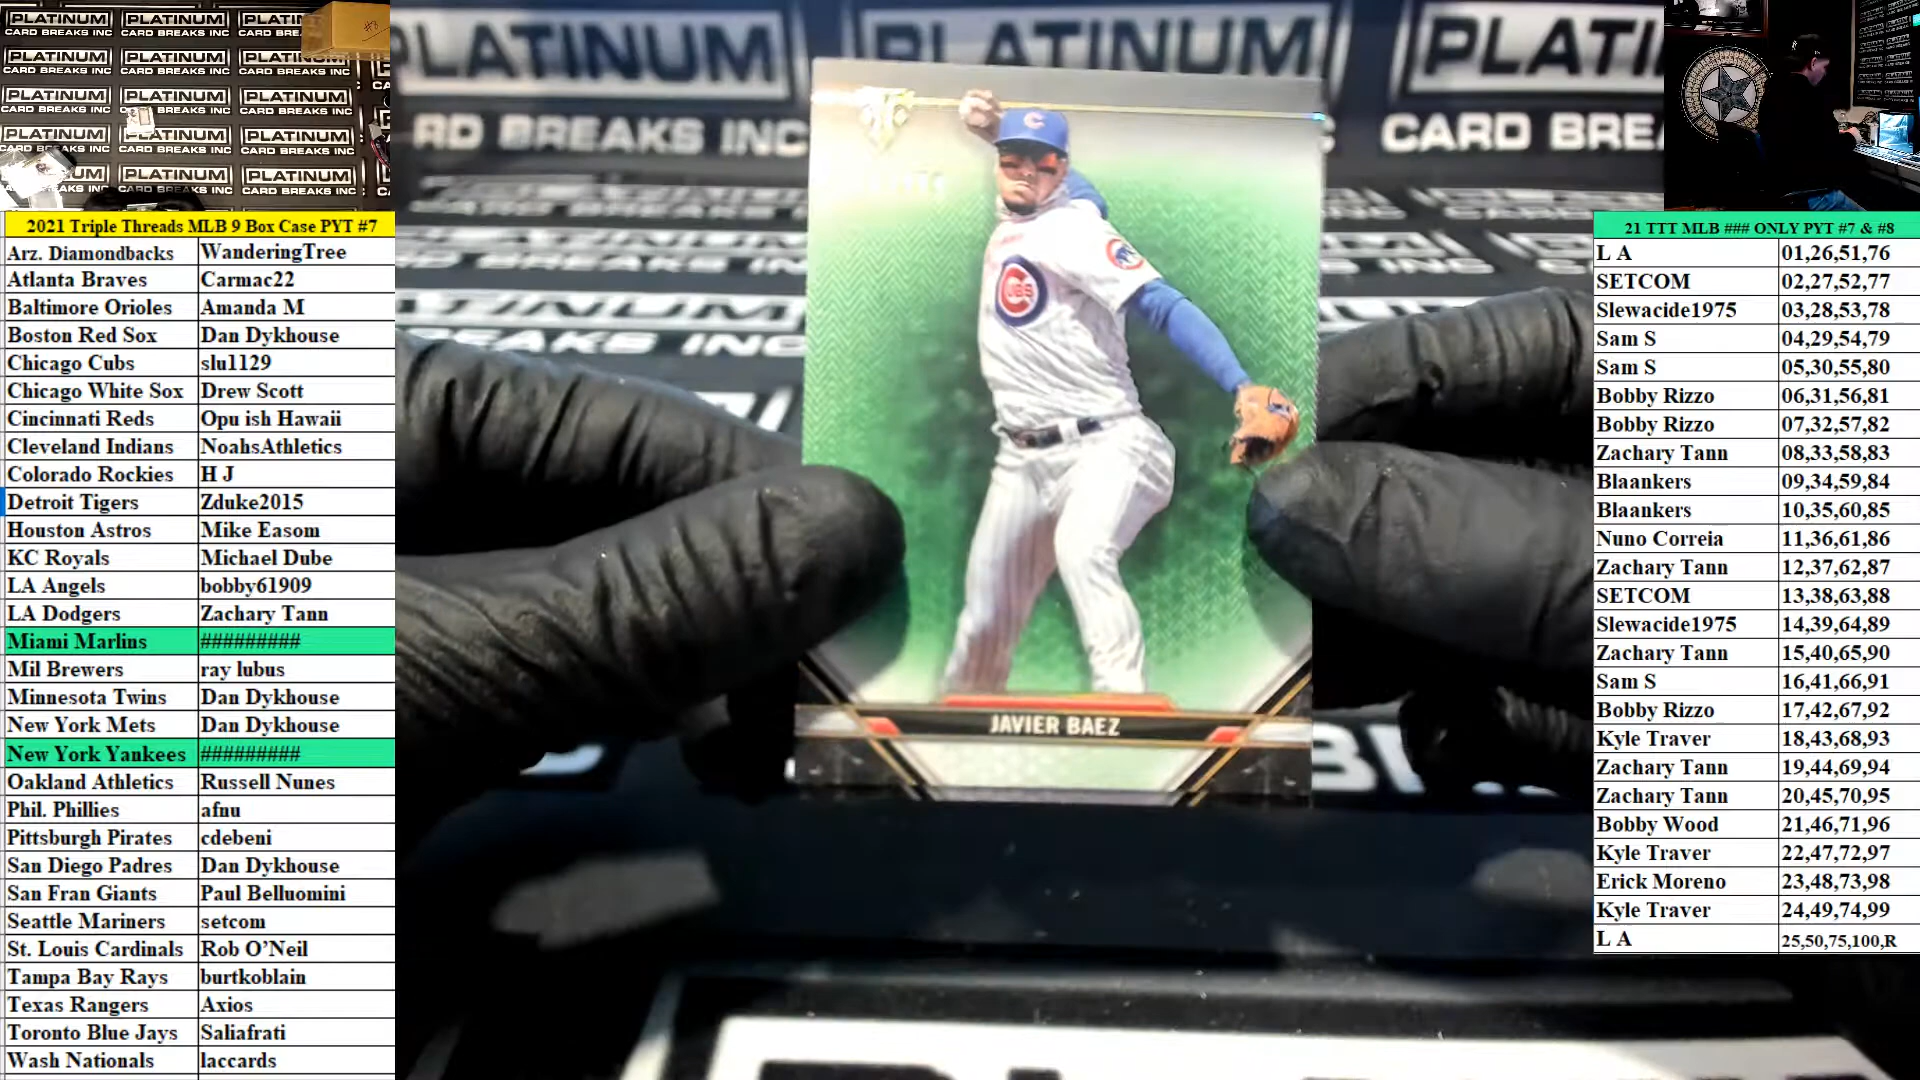 2021 Triple Threads MLB 9 Box Case PYT #7
Arz. Diamondbacks WanderingTree
Atlanta Braves Carmac22
Baltimore Orioles Amanda M
Boston Red Sox Dan Dykhouse
Chicago Cubs slu1129
Chicago White Sox Drew Scott
Cincinnati Reds Opu ish Hawaii
Cleveland Indians NoahsAthletics
Colorado Rockies H J
Detroit Tigers Zduke2015
Houston Astros Mike Easom
KC Royals Michael Dube
LA Angels bobby61909
LA Dodgers Zachary Tann
Miami Marlins #########
Mil Brewers ray lubus
Minnesota Twins Dan Dykhouse
New York Mets Dan Dykhouse
New York Yankees #########
Oakland Athletics Russell Nunes
Phil. Phillies afnu
Pittsburgh Pirates cdebeni
San Diego Padres Dan Dykhouse
San Fran Giants Paul Belluomini
Seattle Mariners setcom
St. Louis Cardinals Rob O’Neil
Tampa Bay Rays burtkoblain
Texas Rangers Axios
Toronto Blue Jays Saliafrati
Wash Nationals laccards
PLATINUM PLATINUM PLATI
RD BREAKS INC CARD BREA
C
CUBS
JAVIER BAEZ
21 TTT MLB ### ONLY PYT #7 & #8
L A 01,26,51,76
SETCOM 02,27,52,77
Slewacide1975 03,28,53,78
Sam S 04,29,54,79
Sam S 05,30,55,80
Bobby Rizzo 06,31,56,81
Bobby Rizzo 07,32,57,82
Zachary Tann 08,33,58,83
Blaankers 09,34,59,84
Blaankers 10,35,60,85
Nuno Correia 11,36,61,86
Zachary Tann 12,37,62,87
SETCOM 13,38,63,88
Slewacide1975 14,39,64,89
Zachary Tann 15,40,65,90
Sam S 16,41,66,91
Bobby Rizzo 17,42,67,92
Kyle Traver 18,43,68,93
Zachary Tann 19,44,69,94
Zachary Tann 20,45,70,95
Bobby Wood 21,46,71,96
Kyle Traver 22,47,72,97
Erick Moreno 23,48,73,98
Kyle Traver 24,49,74,99
L A 25,50,75,100,R